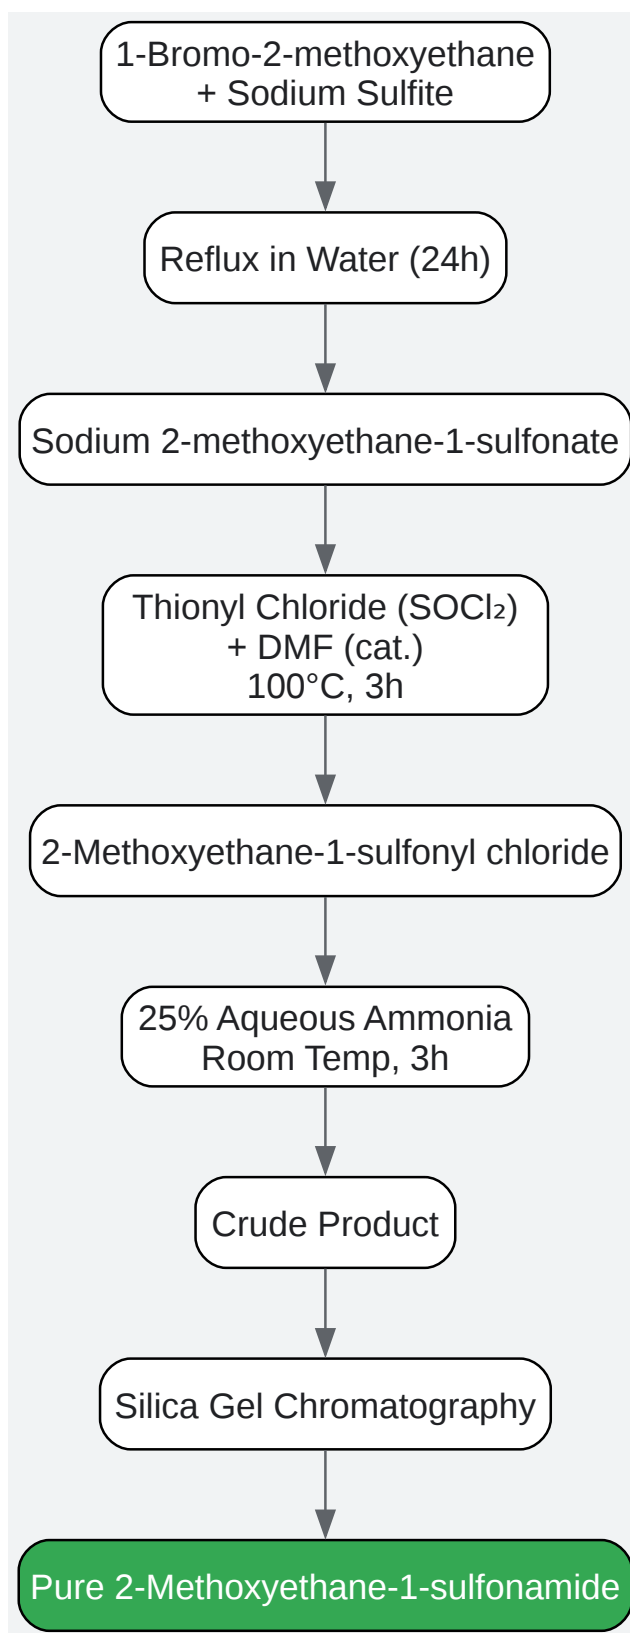 1-Bromo-2-methoxyethane
+ Sodium Sulfite
Reflux in Water (24h)
Sodium 2-methoxyethane-1-sulfonate
Thionyl Chloride (SOCl₂)
+ DMF (cat.)
100°C, 3h
2-Methoxyethane-1-sulfonyl chloride
25% Aqueous Ammonia
Room Temp, 3h
Crude Product
Silica Gel Chromatography
Pure 2-Methoxyethane-1-sulfonamide